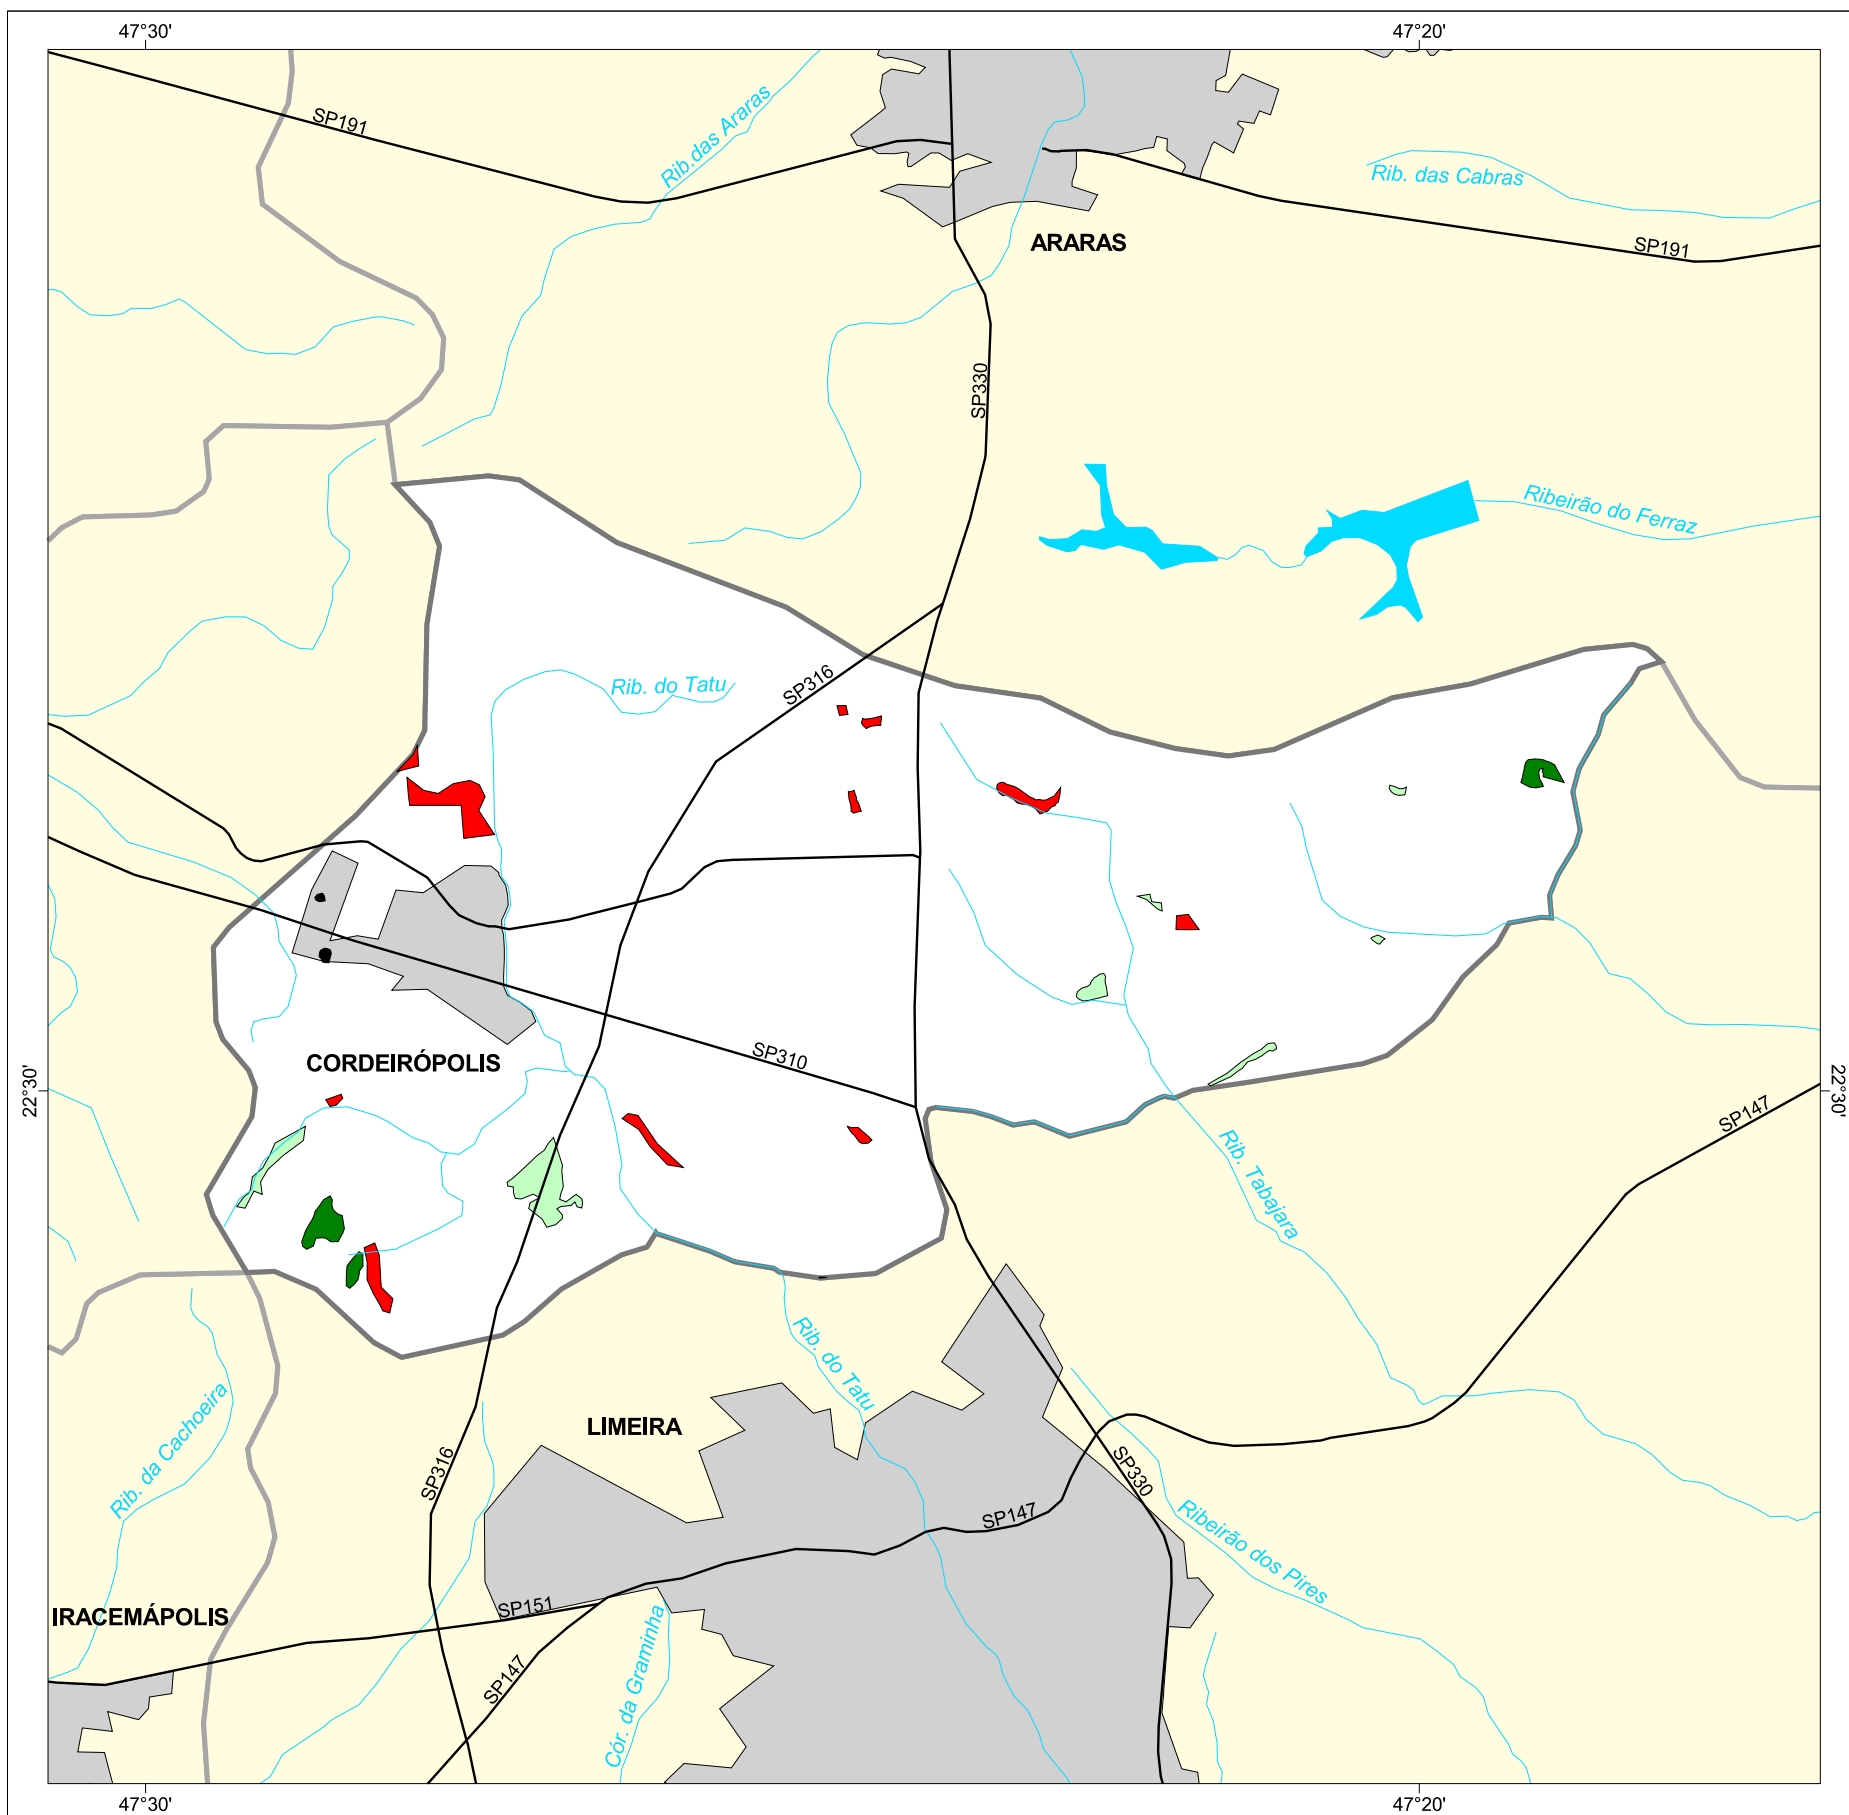 47°30'
47°20'
SP191
Rib.das Araras
Rib. das Cabras
ARARAS
SP191
SP330
Ribeirão do Ferraz
Rib. do Tatu
SP316
SP310
CORDEIRÓPOLIS
22°30'
22°30'
SP147
Rib. Tabajara
Rib. do Tatu
Rib. da Cachoeira
LIMEIRA
SP316
SP330
SP147
Ribeirão dos Pires
SP151
IRACEMÁPOLIS
SP147
Cór. da Graminha
47°30'
47°20'